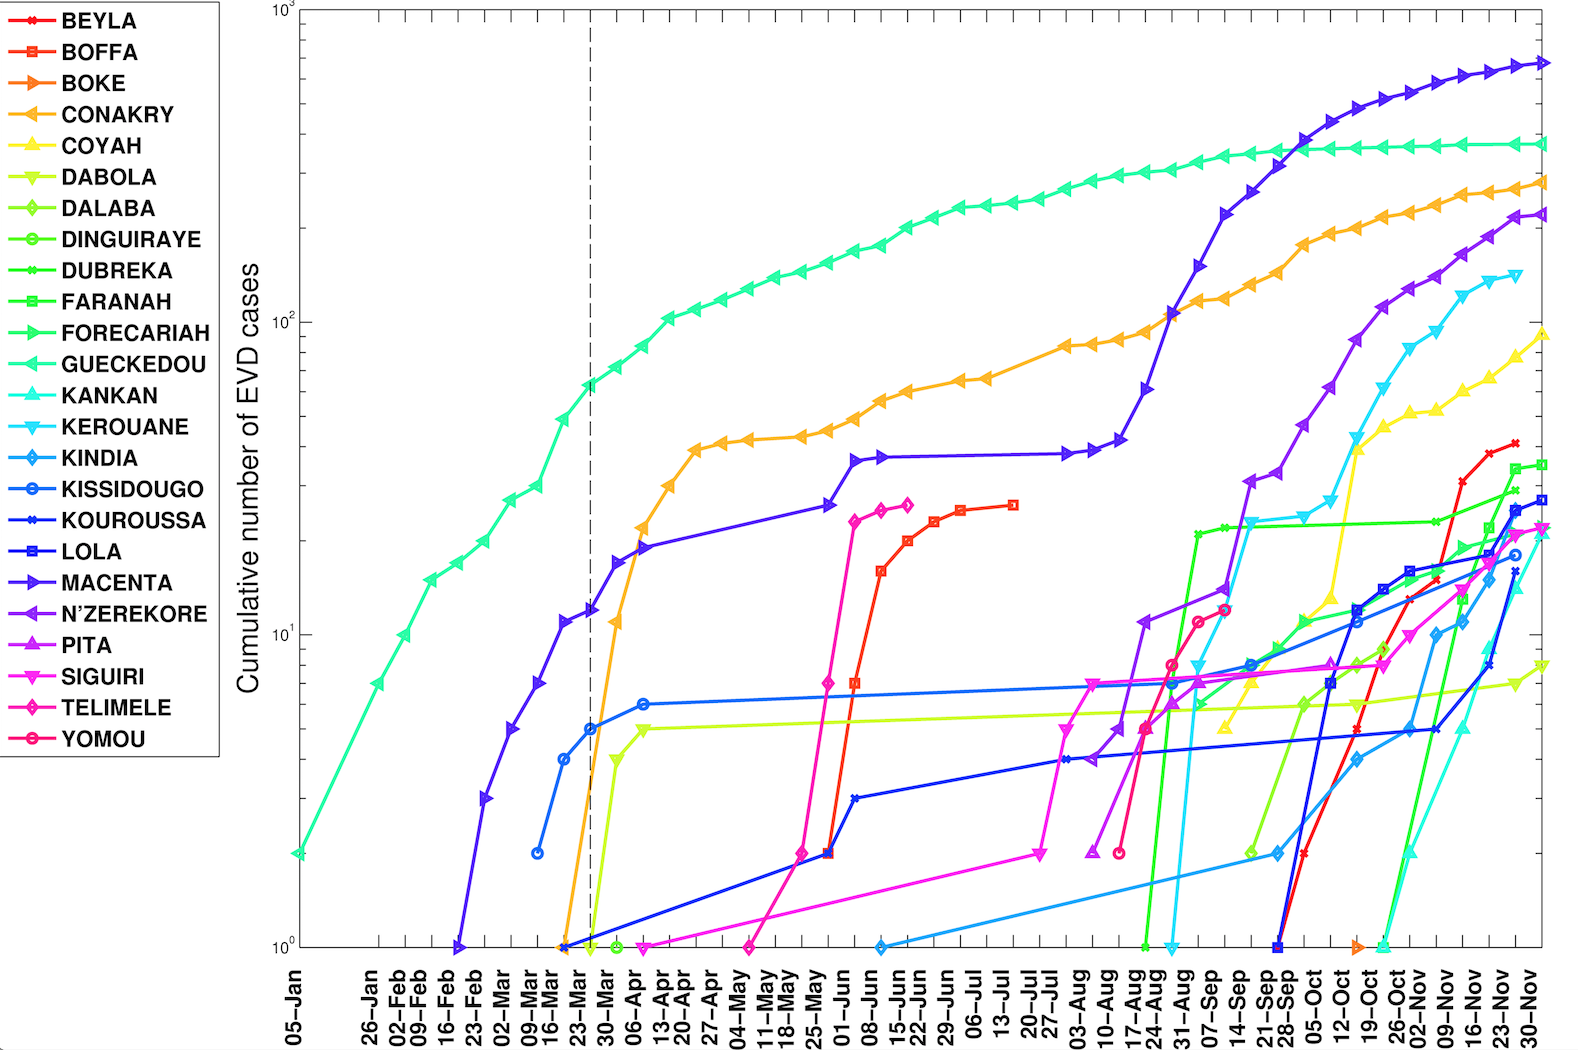 BEYLA
BOFFA
BOKE
CONAKRY
COYAH
DABOLA
DALABA
DINGUIRAYE
DUBREKA
FARANAH
FORECARIAH
GUECKEDOU
KANKAN
KEROUANE
KINDIA
KISSIDOUGO
KOUROUSSA
LOLA
MACENTA
N'ZEREKORE
PITA
SIGUIRI
TELIMELE
YOMOU
Cumulative number of EVD cases
10³
10²
10¹
10⁰
05-Jan
26-Jan
02-Feb
09-Feb
16-Feb
23-Feb
02-Mar
09-Mar
16-Mar
23-Mar
30-Mar
06-Apr
13-Apr
20-Apr
27-Apr
04-May
11-May
18-May
25-May
01-Jun
08-Jun
15-Jun
22-Jun
29-Jun
06-Jul
13-Jul
20-Jul
27-Jul
03-Aug
10-Aug
17-Aug
24-Aug
31-Aug
07-Sep
14-Sep
21-Sep
28-Sep
05-Oct
12-Oct
19-Oct
26-Oct
02-Nov
09-Nov
16-Nov
23-Nov
30-Nov